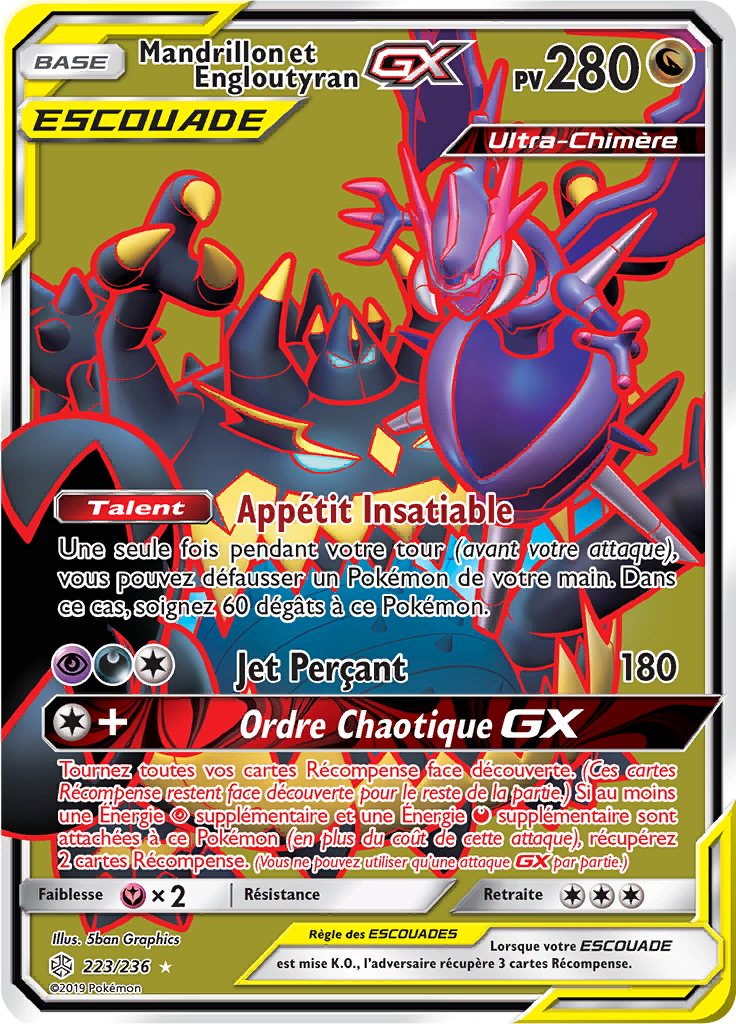 BASE
Mandrillon et
Engloutyran GX
PV 280
ESCOUADE
Ultra-Chimère
Talent Appétit Insatiable
Une seule fois pendant votre tour (avant votre attaque),
vous pouvez défausser un Pokémon de votre main. Dans
ce cas, soignez 60 dégâts à ce Pokémon.
Jet Perçant 180
+ Ordre Chaotique GX
Tournez toutes vos cartes Récompense face découverte. (Ces cartes
Récompense restent face découverte pour le reste de la partie.) Si au moins
une Énergie supplémentaire et une Énergie supplémentaire sont
attachées à ce Pokémon (en plus du coût de cette attaque), récupérez
2 cartes Récompense. (Vous ne pouvez utiliser qu'une attaque GX par partie.)
Faiblesse ×2 Résistance Retraite
Illus. 5ban Graphics
223/236
©2019 Pokémon
Règle des ESCOUADES
Lorsque votre ESCOUADE
est mise K.O., l'adversaire récupère 3 cartes Récompense.